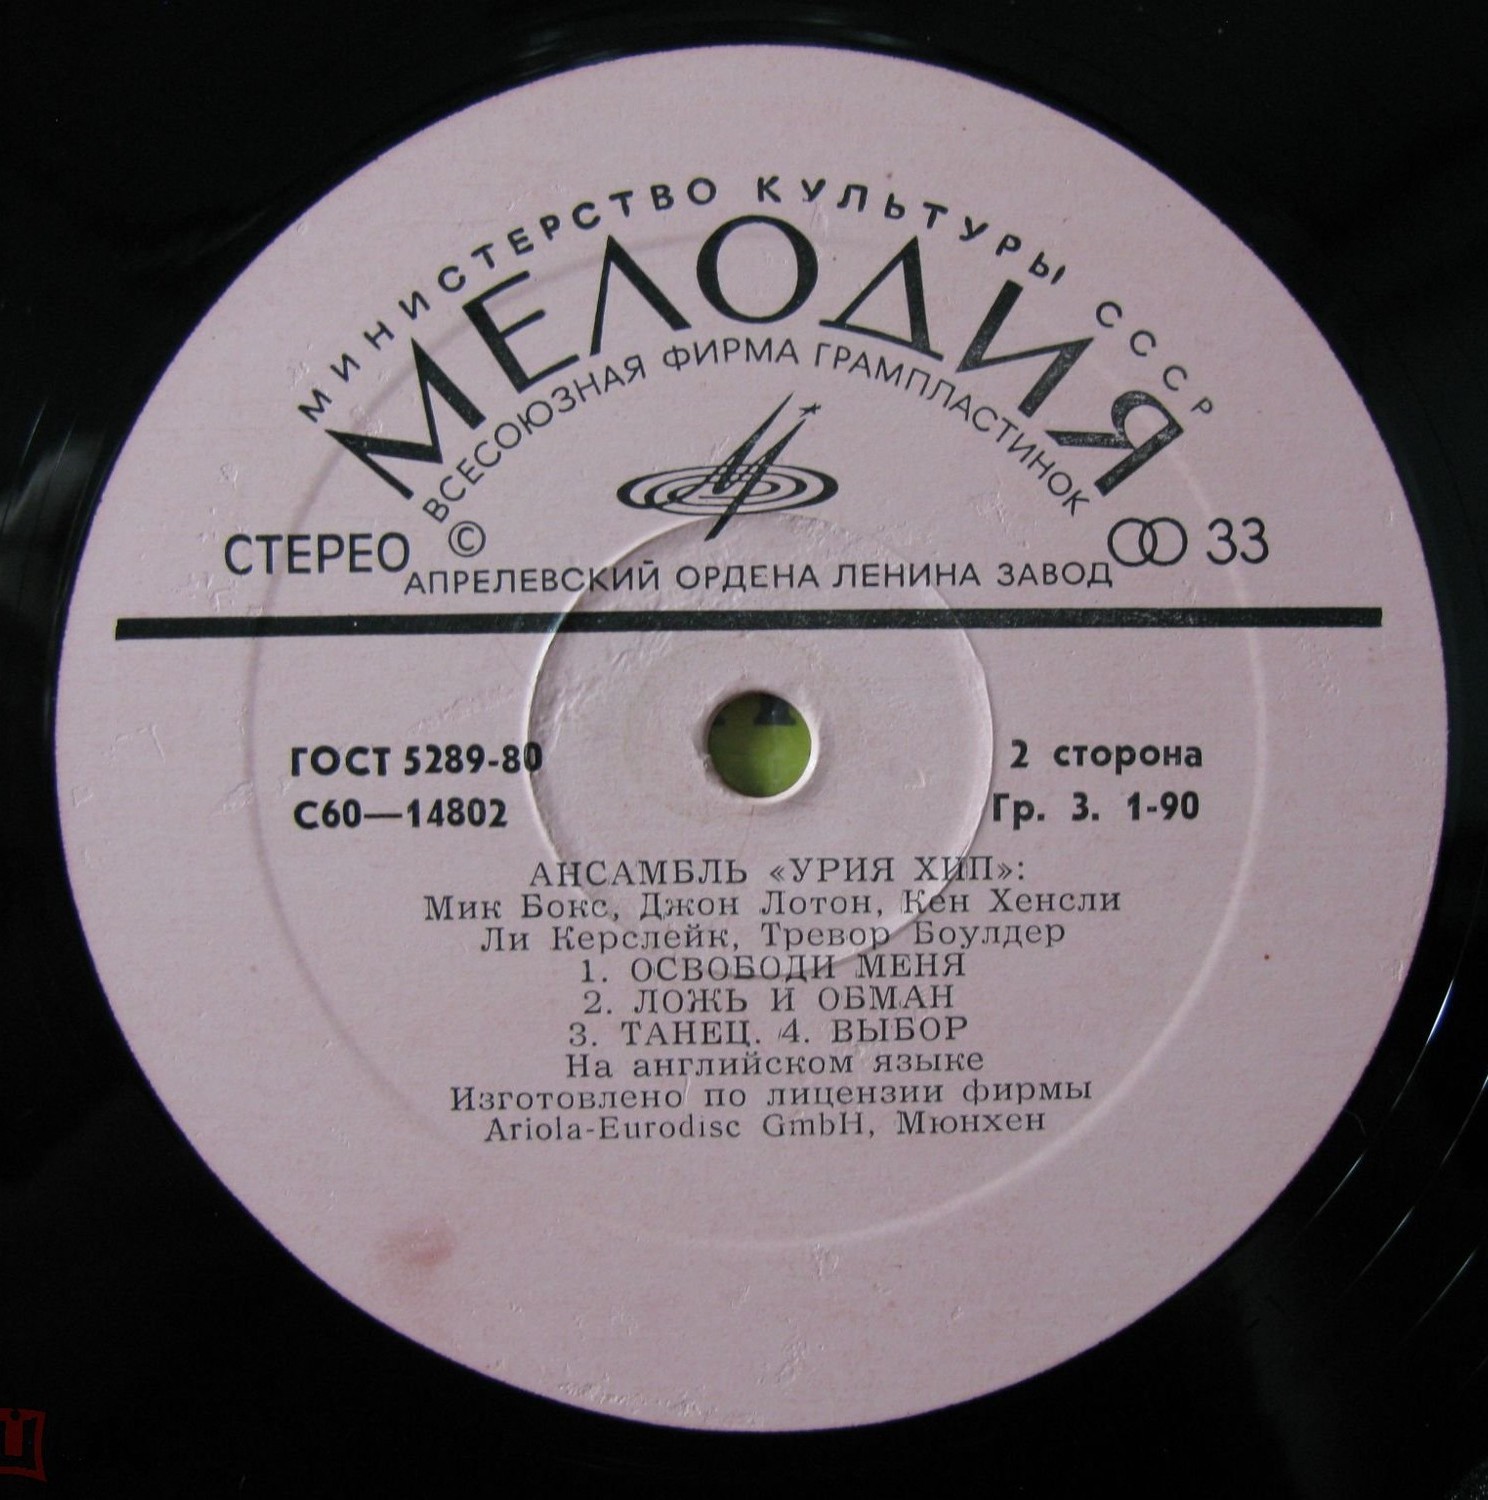 МИНИСТЕРСТВО КУЛЬТУРЫ СССР
МЕЛОДИЯ
ВСЕСОЮЗНАЯ ФИРМА ГРАМПЛАСТИНОК
СТЕРЕО © 33
АПРЕЛЕВСКИЙ ОРДЕНА ЛЕНИНА ЗАВОД
ГОСТ 5289-80 2 сторона
С60—14802 Гр. 3. 1-90
АНСАМБЛЬ «УРИЯ ХИП»:
Мик Бокс, Джон Лотон, Кен Хенсли
Ли Керслейк, Тревор Боулдер
1. ОСВОБОДИ МЕНЯ
2. ЛОЖЬ И ОБМАН
3. ТАНЕЦ. 4. ВЫБОР
На английском языке
Изготовлено по лицензии фирмы
Ariola-Eurodisc GmbH, Мюнхен